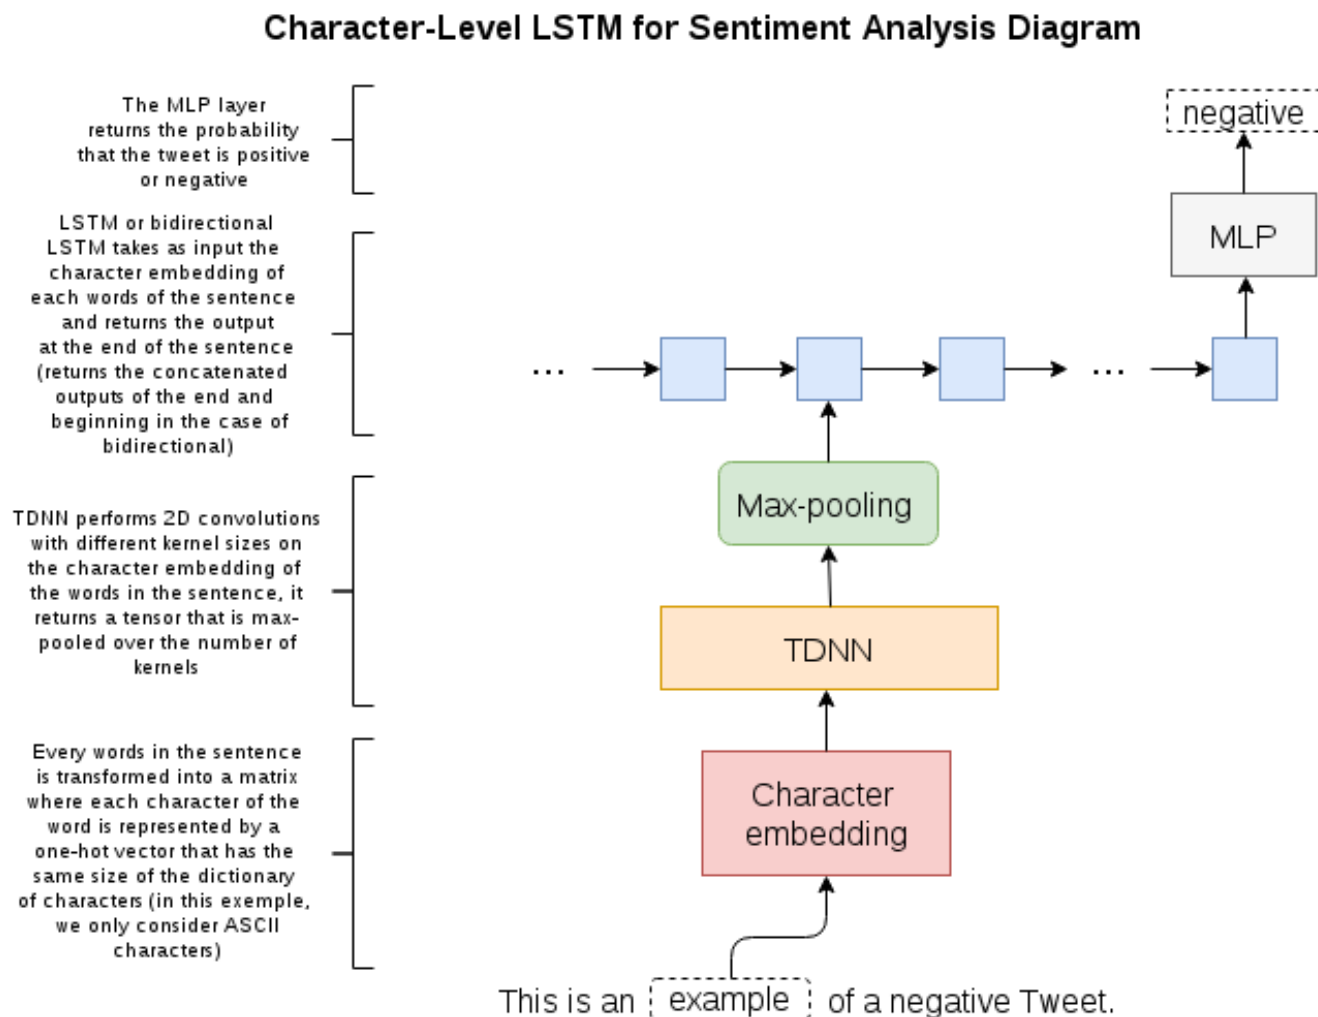 Character-Level LSTM for Sentiment Analysis Diagram
The MLP layer
returns the probability
that the tweet is positive
or negative
negative
MLP
LSTM or bidirectional
LSTM takes as input the
character embedding of
each words of the sentence
and returns the output
at the end of the sentence
(returns the concatenated
outputs of the end and
beginning in the case of
bidirectional)
... ...
Max-pooling
TDNN performs 2D convolutions
with different kernel sizes on
the character embedding of
the words in the sentence, it
returns a tensor that is max-
pooled over the number of
kernels
TDNN
Every words in the sentence
is transformed into a matrix
where each character of the
word is represented by a
one-hot vector that has the
same size of the dictionary
of characters (in this exemple,
we only consider ASCII
characters)
Character
embedding
This is an example of a negative Tweet.